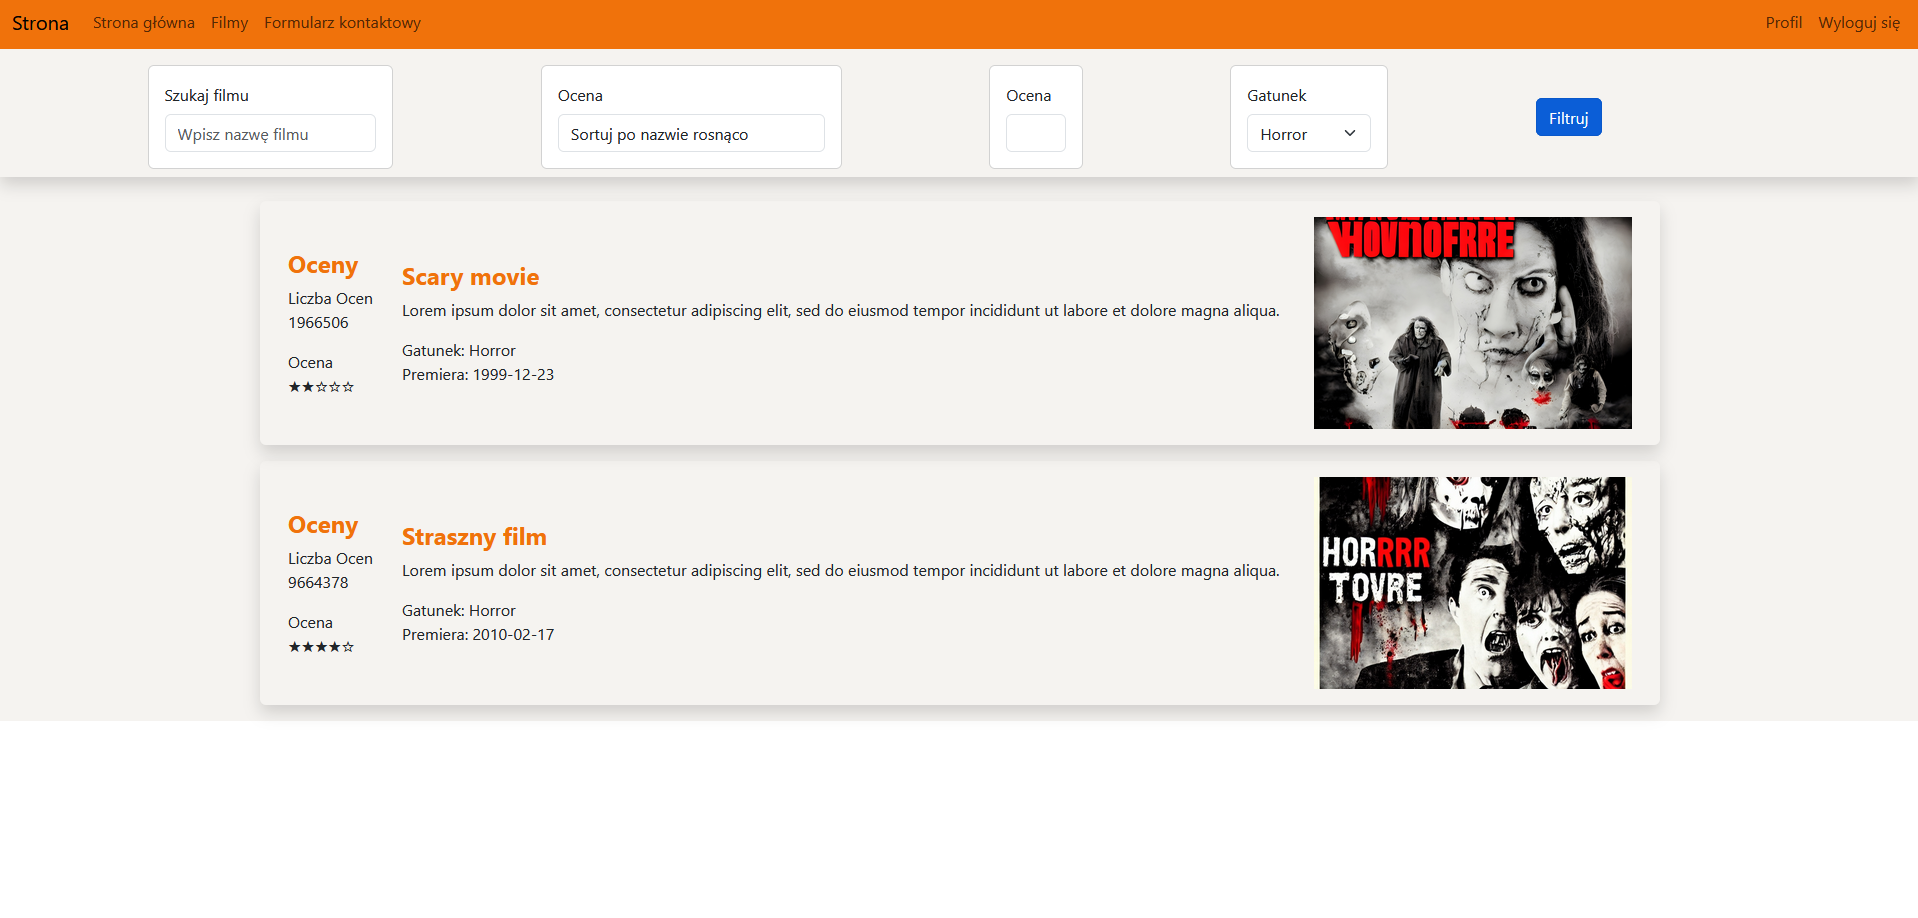 Strona Strona główna Filmy Formularz kontaktowy Profil Wyloguj się
Szukaj filmu
Wpisz nazwę filmu
Ocena
Sortuj po nazwie rosnąco
Ocena
Gatunek
Horror
Filtruj
Oceny
Liczba Ocen
1966506
Ocena
★★☆☆☆
Scary movie
Lorem ipsum dolor sit amet, consectetur adipiscing elit, sed do eiusmod tempor incididunt ut labore et dolore magna aliqua.
Gatunek: Horror
Premiera: 1999-12-23
HOVNOFRRE
Oceny
Liczba Ocen
9664378
Ocena
★★★★☆
Straszny film
Lorem ipsum dolor sit amet, consectetur adipiscing elit, sed do eiusmod tempor incididunt ut labore et dolore magna aliqua.
Gatunek: Horror
Premiera: 2010-02-17
HORRRR
TOVRE